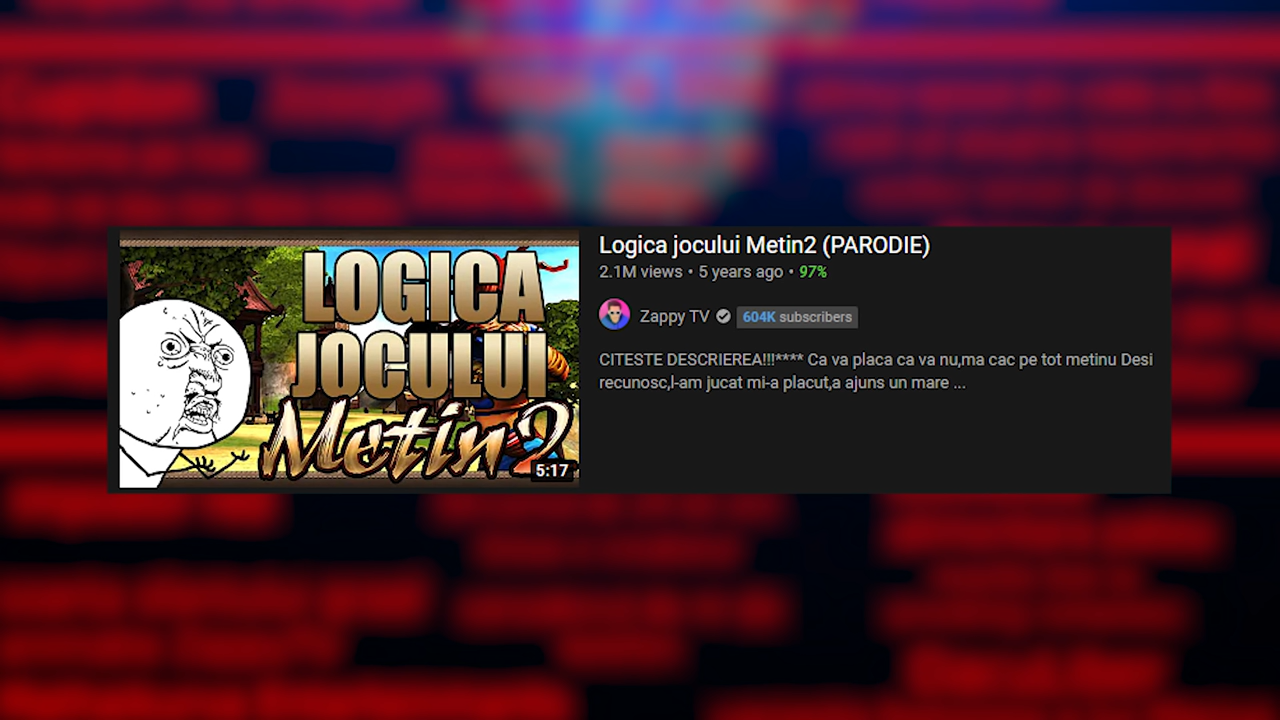 LOGICA
JOCULUI
Metin2
5:17
Logica jocului Metin2 (PARODIE)
2.1M views • 5 years ago • 97%
Zappy TV 604K subscribers
CITESTE DESCRIEREA!!!**** Ca va placa ca va nu,ma cac pe tot metinu Desi
recunosc,l-am jucat mi-a placut,a ajuns un mare ...